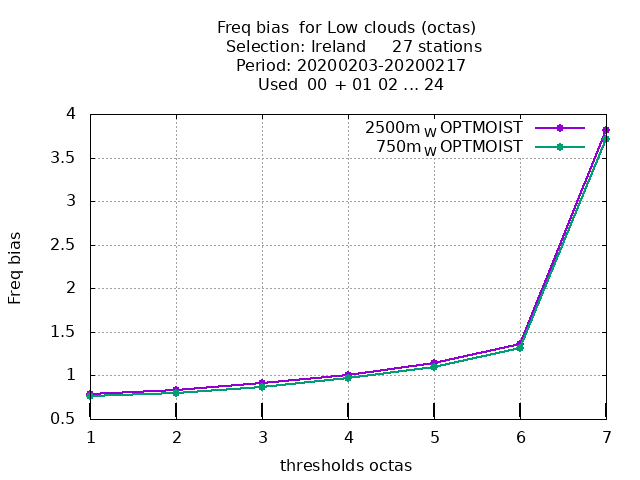 Freq bias  for Low clouds (octas)
Selection: Ireland     27 stations
Period: 20200203-20200217
Used  00 + 01 02 ... 24
2500m_W OPTMOIST
750m_W OPTMOIST
4
3.5
3
2.5
2
1.5
1
0.5
Freq bias
1 2 3 4 5 6 7
thresholds octas